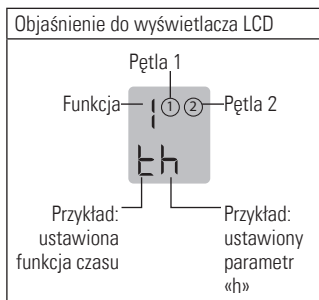 Objaśnienie do wyświetlacza LCD
Pętla 1
Funkcja 1 ① ② Pętla 2
th
Przykład: Przykład:
ustawiona ustawiony
funkcja czasu parametr
«h»